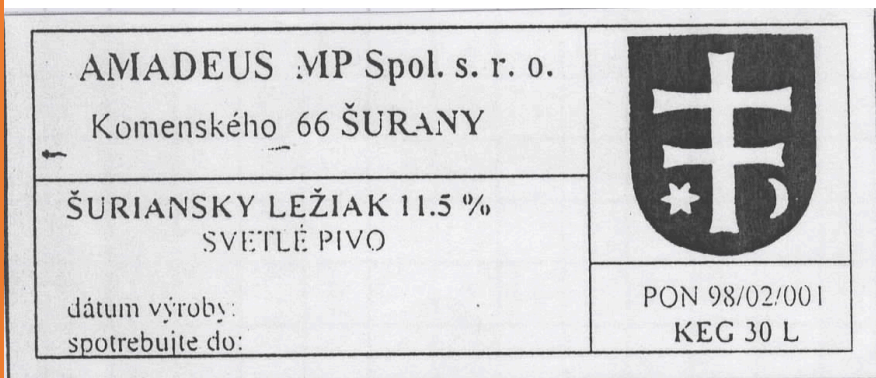 AMADEUS MP Spol. s. r. o.
Komenského 66 ŠURANY
ŠURIANSKY LEŽIAK 11.5 %
SVETLÉ PIVO
dátum výroby:
spotrebujte do:
PON 98/02/001
KEG 30 L